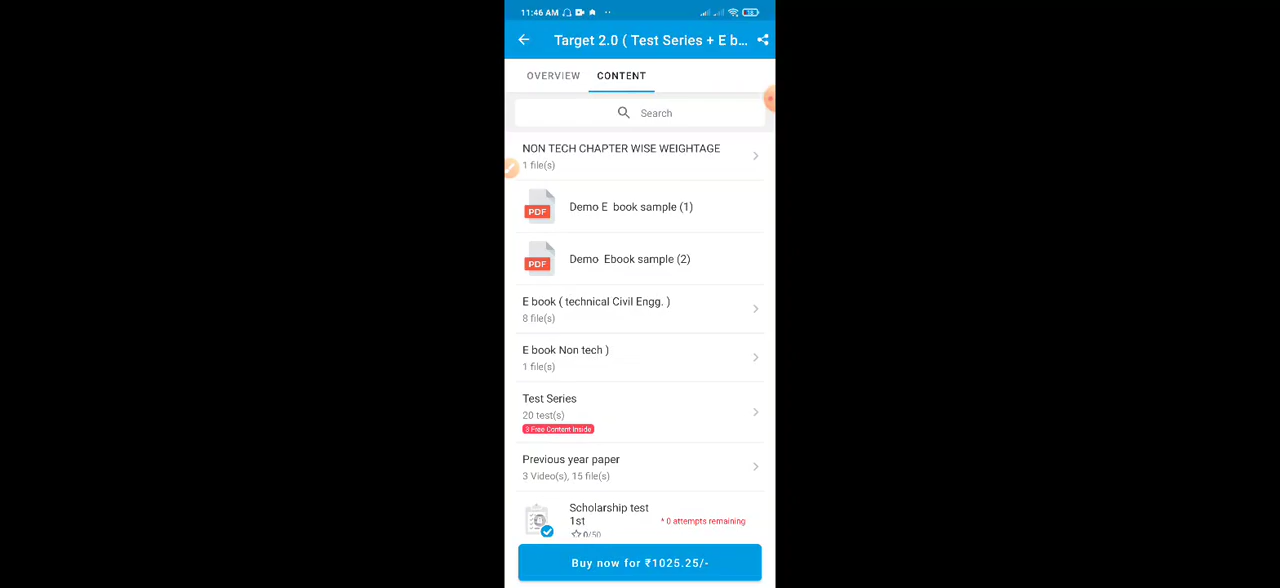 11:46 AM
Target 2.0 ( Test Series + E b...
OVERVIEW CONTENT
Search
NON TECH CHAPTER WISE WEIGHTAGE
1 file(s)
PDF Demo E book sample (1)
PDF Demo Ebook sample (2)
E book ( technical Civil Engg. )
8 file(s)
E book Non tech )
1 file(s)
Test Series
20 test(s)
3 Free Content Inside
Previous year paper
3 Video(s), 15 file(s)
Scholarship test
1st
* 0 attempts remaining
0/50
Buy now for ₹1025.25/-